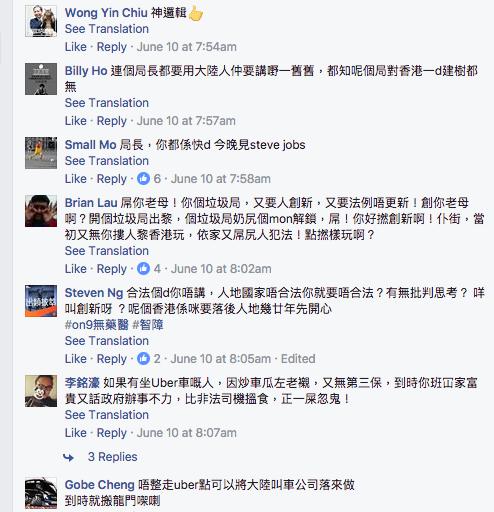 Wong Yin Chiu 神邏輯
See Translation
Like · Reply · June 10 at 7:54am
Billy Ho 連個局長都要用大陸人仲要講嘢一舊舊，都知呢個局對香港一d建樹都
無
See Translation
Like · Reply · June 10 at 7:57am
Small Mo 局長，你都係快d 今晚見steve jobs
See Translation
Like · Reply · 6 · June 10 at 7:58am
Brian Lau 屌你老母！你個垃圾局，又要人創新，又要法例唔更新！創你老母
啊？開個垃圾局出黎，個垃圾局奶尻個mon解鎖，屌！你好撚創新啊！仆街，當
初又無你摟人黎香港玩，依家又屌尻人犯法！點撚樣玩啊？
See Translation
Like · Reply · 4 · June 10 at 8:02am
Steven Ng 合法個d你唔講，人地國家唔合法你就要唔合法？有無批判思考？ 咩
叫創新呀 ？呢個香港係咪要落後人地幾廿年先開心
#on9無藥醫 #智障
See Translation
Like · Reply · 2 · June 10 at 8:05am · Edited
李銘濠 如果有坐Uber車嘅人，因炒車瓜左老襯，又無第三保，到時你班冚家富
貴又話政府辦事不力，比非法司機搵食，正一屎忽鬼！
See Translation
Like · Reply · June 10 at 8:07am
3 Replies
Gobe Cheng 唔整走uber點可以將大陸叫車公司落來做
到時就搬龍門㗎喇